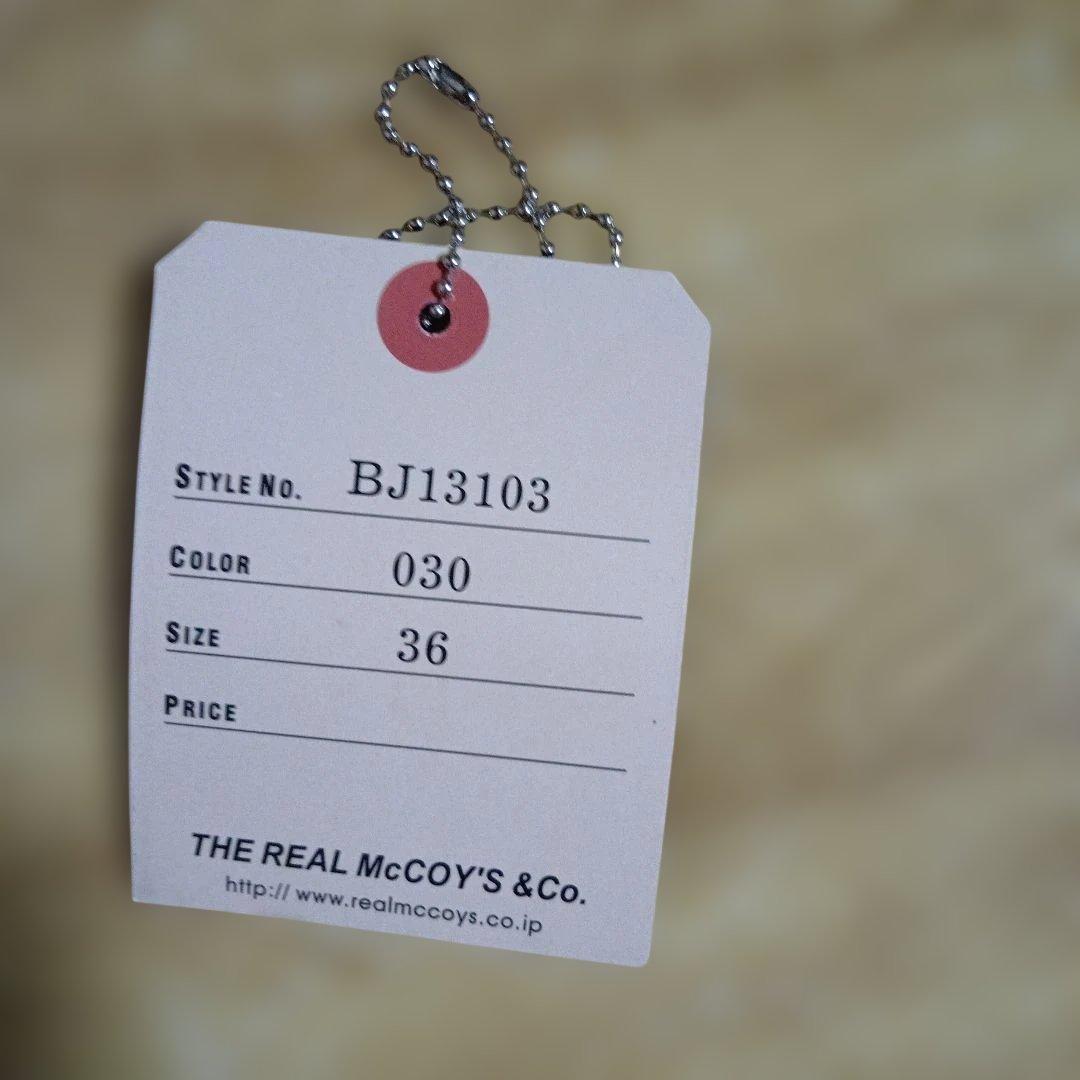 STYLE NO. BJ13103
COLOR 030
SIZE 36
PRICE
THE REAL McCOY'S &Co.
http:// www.realmccoys.co.jp